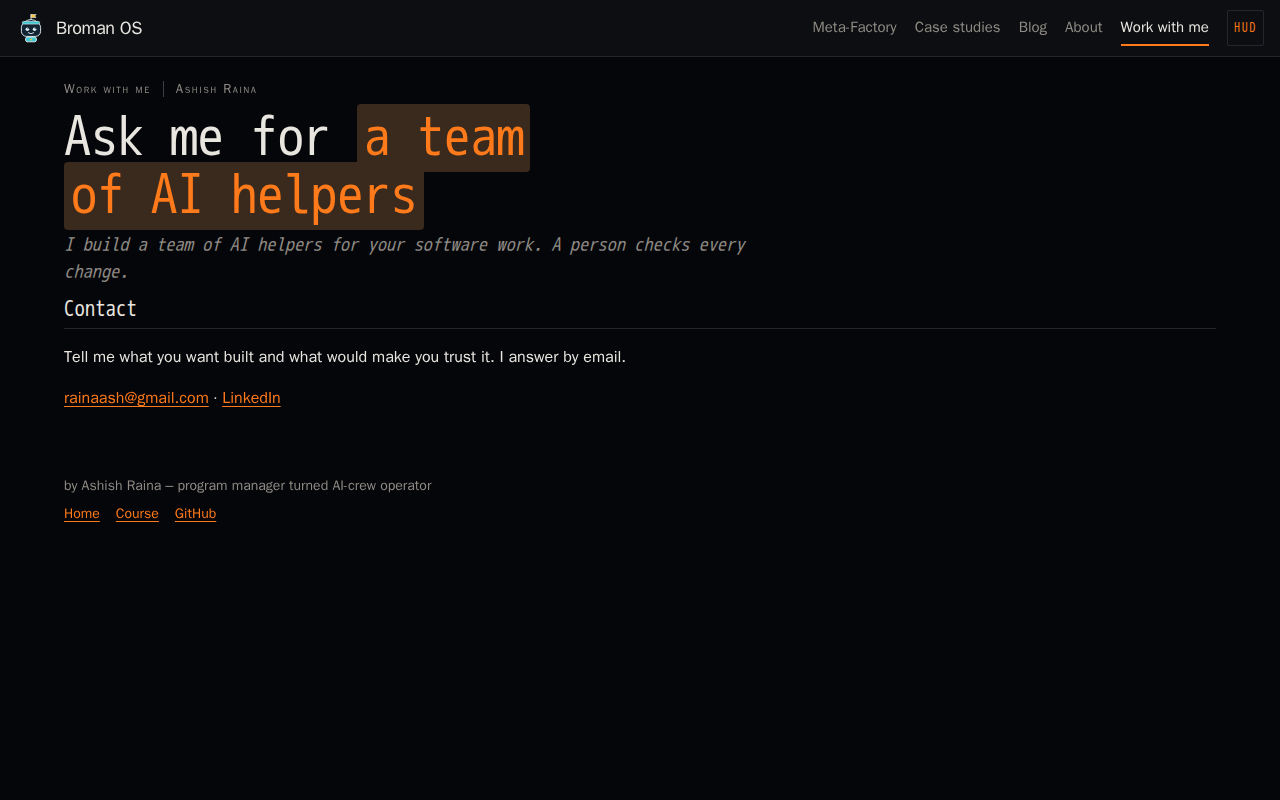 Broman OS
Meta-Factory Case studies Blog About Work with me HUD
Work with me | Ashish Raina
Ask me for a team
of AI helpers
I build a team of AI helpers for your software work. A person checks every
change.
Contact
Tell me what you want built and what would make you trust it. I answer by email.
rainaash@gmail.com · LinkedIn
by Ashish Raina — program manager turned AI-crew operator
Home Course GitHub